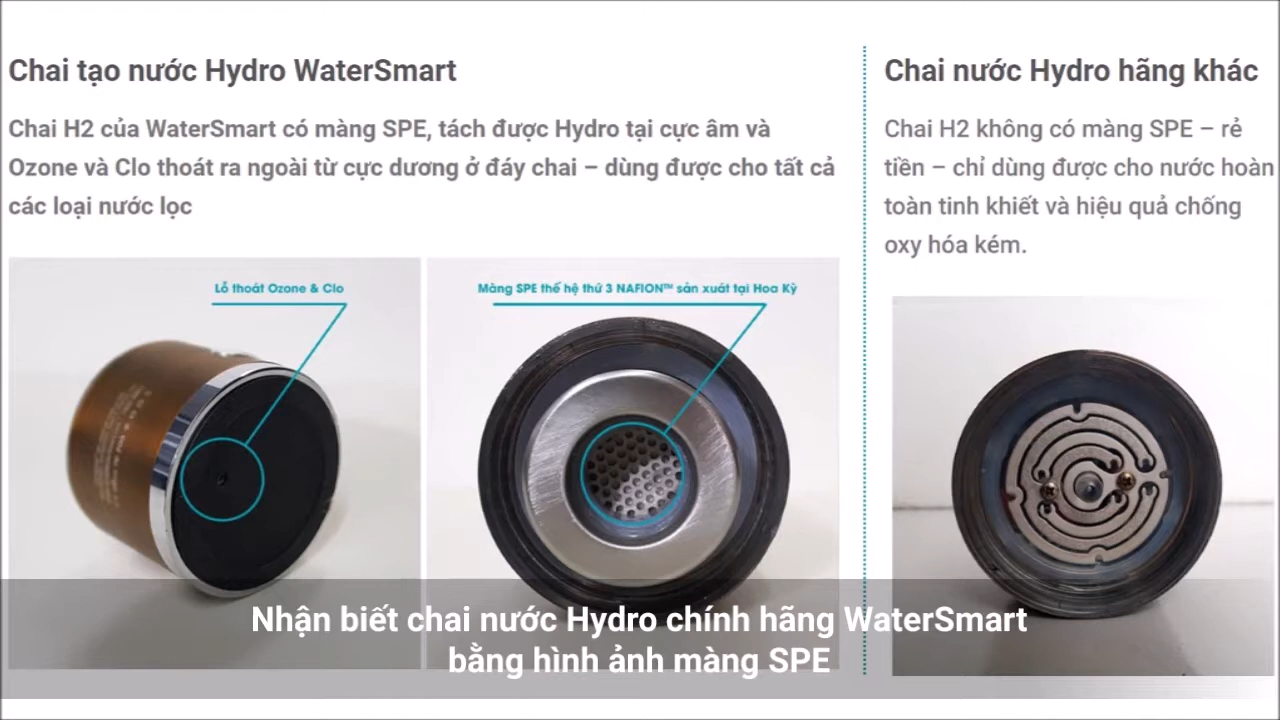 Chai tạo nước Hydro WaterSmart
Chai H2 của WaterSmart có màng SPE, tách được Hydro tại cực âm và
Ozone và Clo thoát ra ngoài từ cực dương ở đáy chai – dùng được cho tất cả
các loại nước lọc
Lỗ thoát Ozone & Clo
Màng SPE thế hệ thứ 3 NAFION™ sản xuất tại Hoa Kỳ
Chai nước Hydro hãng khác
Chai H2 không có màng SPE – rẻ
tiền – chỉ dùng được cho nước hoàn
toàn tinh khiết và hiệu quả chống
oxy hóa kém.
Nhận biết chai nước Hydro chính hãng WaterSmart
bằng hình ảnh màng SPE